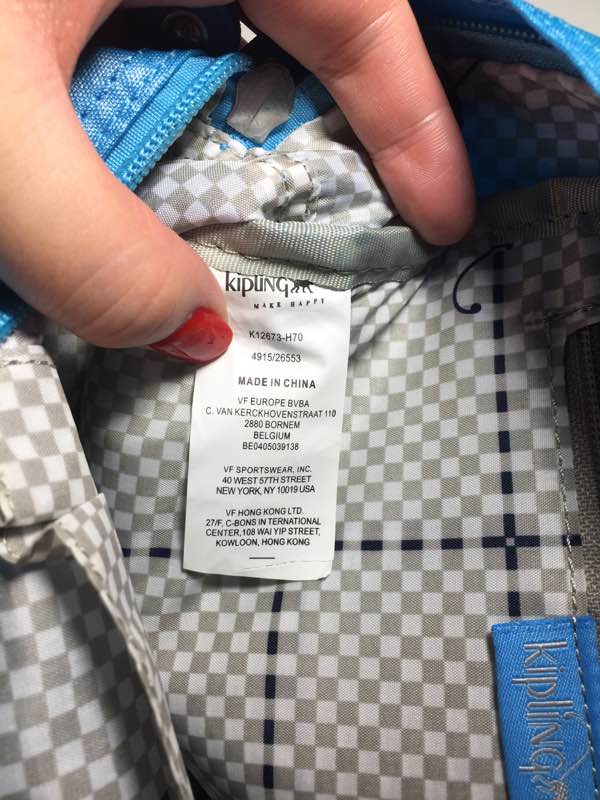 kipling
MAKE HAPPY
K12673-H70
4915/26553
MADE IN CHINA
VF EUROPE BVBA
C. VAN KERCKHOVENSTRAAT 110
2880 BORNEM
BELGIUM
BE0405039138
VF SPORTSWEAR, INC.
40 WEST 57TH STREET
NEW YORK, NY 10019 USA
VF HONG KONG LTD.
27/F, C-BONS IN TERNATIONAL
CENTER,108 WAI YIP STREET,
KOWLOON, HONG KONG
kipling